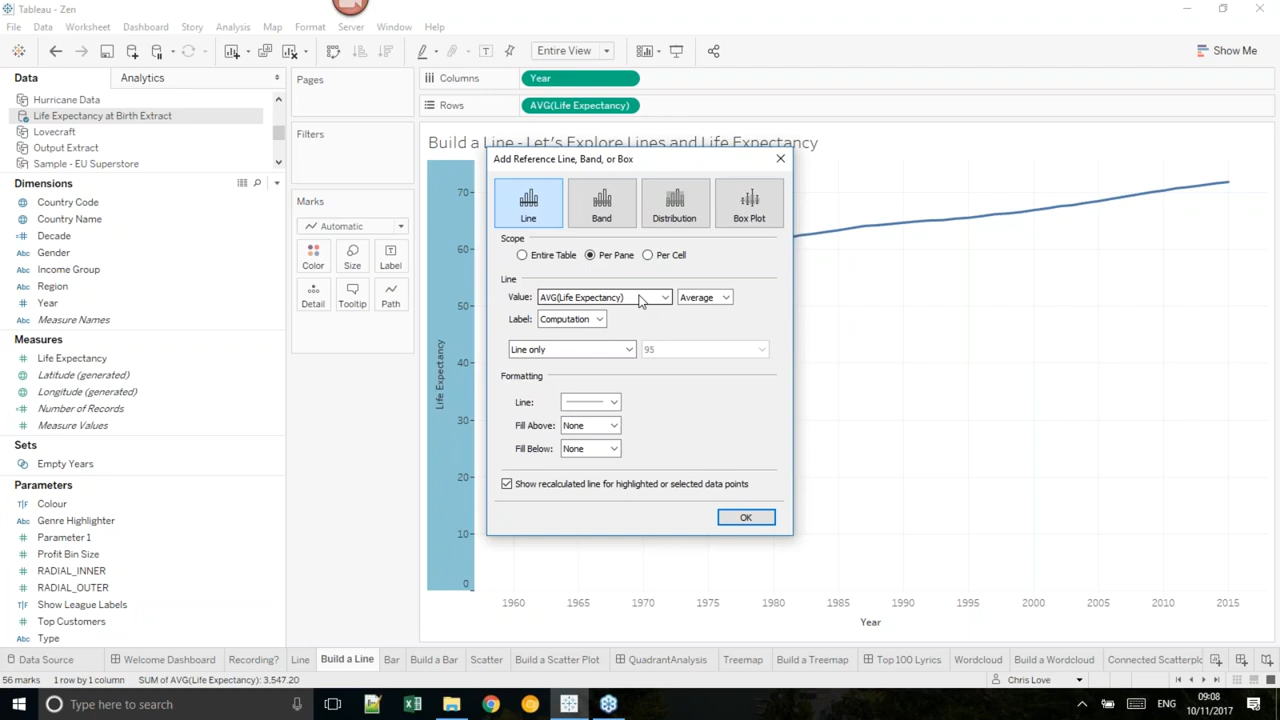 Tableau - Zen
File Data Worksheet Dashboard Story Analysis Map Format Server Window Help
Entire View
Show Me
Data Analytics
Hurricane Data
Life Expectancy at Birth Extract
Lovecraft
Output Extract
Sample - EU Superstore
Dimensions
Country Code
Country Name
Decade
Abc Gender
Abc Income Group
Abc Region
# Year
Abc Measure Names
Measures
# Life Expectancy
Latitude (generated)
Longitude (generated)
Number of Records
# Measure Values
Sets
Empty Years
Parameters
T|F Colour
Abc Genre Highlighter
# Parameter 1
# Profit Bin Size
# RADIAL_INNER
# RADIAL_OUTER
T|F Show League Labels
# Top Customers
Abc Type
Pages
Filters
Marks
Automatic
Color Size Label
Detail Tooltip Path
Columns Year
Rows AVG(Life Expectancy)
Build a Line - Let's Explore Lines and Life Expectancy
Life Expectancy
70
60
50
40
30
20
10
0
1960 1965 1970 1975 1980 1985 1990 1995 2000 2005 2010 2015
Year
Add Reference Line, Band, or Box
Line Band Distribution Box Plot
Scope
Entire Table Per Pane Per Cell
Line
Value: AVG(Life Expectancy) Average
Label: Computation
Line only 95
Formatting
Line:
Fill Above: None
Fill Below: None
Show recalculated line for highlighted or selected data points
OK
Data Source Welcome Dashboard Recording? Line Build a Line Bar Build a Bar Scatter Build a Scatter Plot QuadrantAnalysis Treemap Build a Treemap Top 100 Lyrics Wordcloud Build a Wordcloud Connected Scatterplo
56 marks 1 row by 1 column SUM of AVG(Life Expectancy): 3.547.20 Chris Love
Type here to search
ENG
09:08
10/11/2017